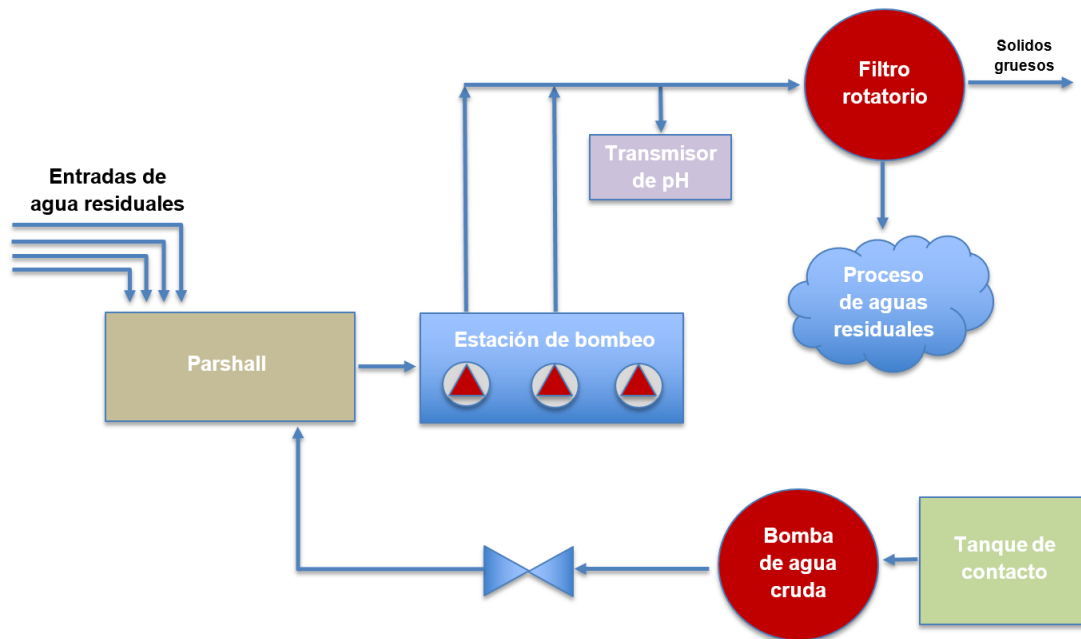 Solidos
gruesos
Filtro
rotatorio
Transmisor
de pH
Entradas de
agua residuales
Proceso
de aguas
residuales
Estación de bombeo
Parshall
Bomba
de agua
cruda
Tanque de
contacto